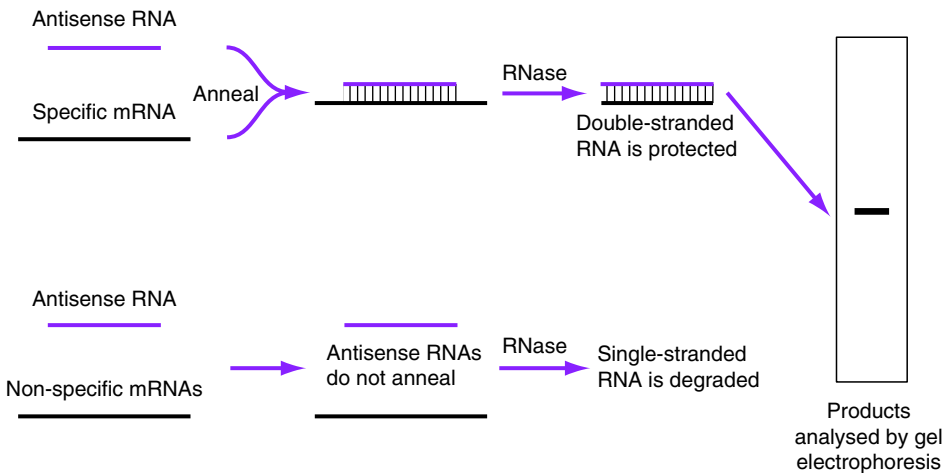 Antisense RNA
Specific mRNA
Anneal
RNase
Double-stranded
RNA is protected
Antisense RNA
Non-specific mRNAs
Antisense RNAs
do not anneal
RNase
Single-stranded
RNA is degraded
Products
analysed by gel
electrophoresis